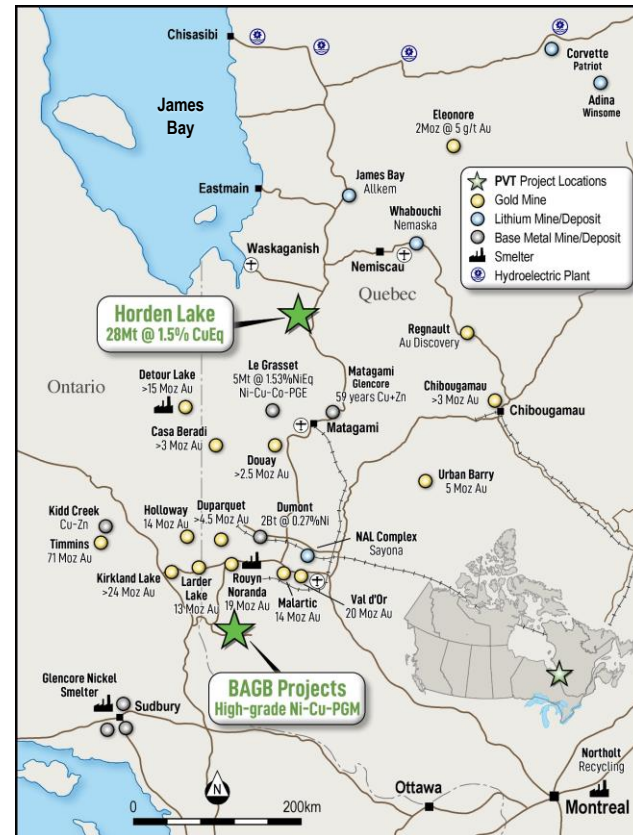 Chisasibi
James
Bay
Corvette
Patriot
Adina
Winsome
Eleonore
2Moz @ 5 g/t Au
PVT Project Locations
Gold Mine
Lithium Mine/Deposit
Base Metal Mine/Deposit
Smelter
Hydroelectric Plant
James Bay
Allkem
Eastmain
Whabouchi
Nemaska
Waskaganish
Nemiscau
Quebec
Horden Lake
28Mt @ 1.5% CuEq
Regnault
Au Discovery
Ontario
Detour Lake
>15 Moz Au
Le Grasset
5Mt @ 1.53%NiEq
Ni-Cu-Co-PGE
Matagami
Glencore
59 years Cu+Zn
Chibougamau
>3 Moz Au
Chibougamau
Matagami
Casa Beradi
>3 Moz Au
Douay
>2.5 Moz Au
Urban Barry
5 Moz Au
Kidd Creek
Cu-Zn
Timmins
71 Moz Au
Holloway
14 Moz Au
Duparquet
>4.5 Moz Au
Dumont
2Bt @ 0.27%Ni
NAL Complex
Sayona
Kirkland Lake
>24 Moz Au
Larder
Lake
13 Moz Au
Rouyn
Noranda
19 Moz Au
Malartic
14 Moz Au
Val d'Or
20 Moz Au
BAGB Projects
High-grade Ni-Cu-PGM
Glencore Nickel
Smelter
Sudbury
N
0
200km
Ottawa
Northolt
Recycling
Montreal